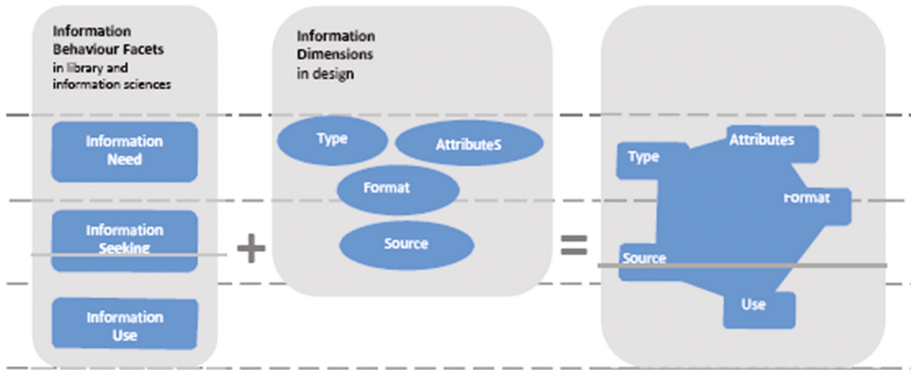 Information
Behaviour Facets
in library and
information sciences
Information
Need
Information
Seeking
Information
Use
+
Information
Dimensions
in design
Type
AttributeS
Format
Source
=
Type
Attributes
Format
Source
Use